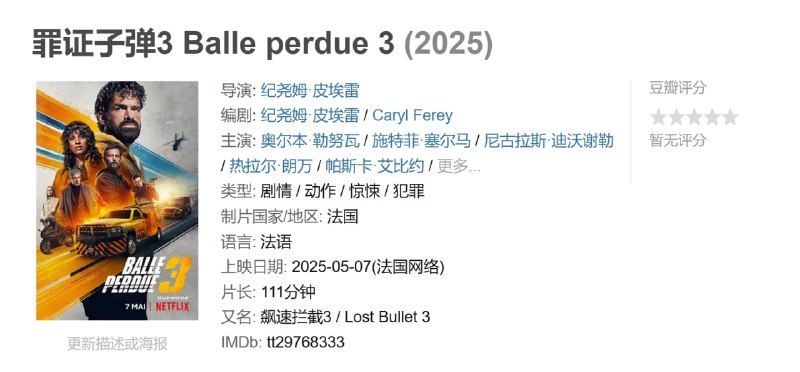 罪证子弹3 Balle perdue 3 (2025)
导演: 纪尧姆·皮埃雷
编剧: 纪尧姆·皮埃雷 / Caryl Ferey
主演: 奥尔本·勒努瓦 / 施特菲·塞尔马 / 尼古拉斯·迪沃谢勒
/ 热拉尔·朗万 / 帕斯卡·艾比约 / 更多...
类型: 剧情 / 动作 / 惊悚 / 犯罪
制片国家/地区: 法国
语言: 法语
上映日期: 2025-05-07(法国网络)
片长: 111分钟
又名: 飙速拦截3 / Lost Bullet 3
IMDb: tt29768333
豆瓣评分
暂无评分
BALLE
PERDUE 3
7 MAI | NETFLIX
更新描述或海报